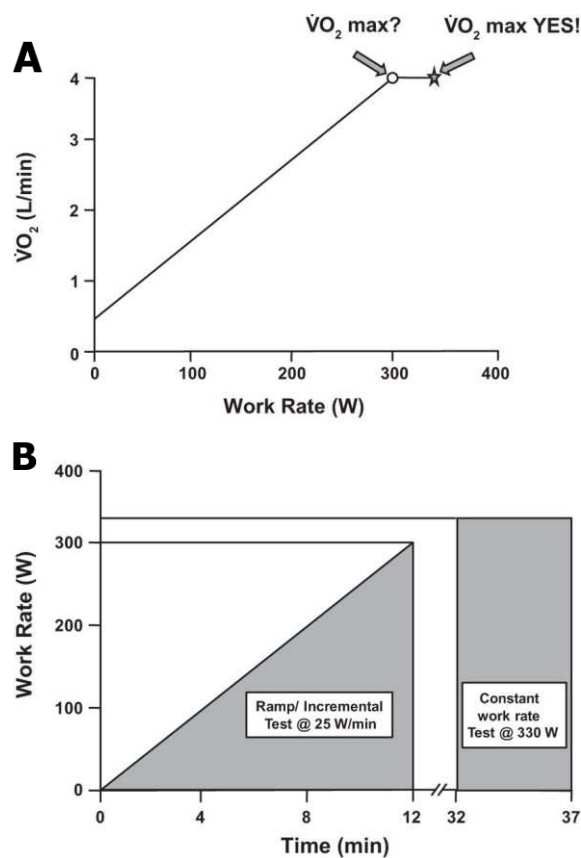 V̇O₂ max?
V̇O₂ max YES!
A
4
3
2
1
0
V̇O₂ (L/min)
0 100 200 300 400
Work Rate (W)
B
400
300
200
100
0
Work Rate (W)
Ramp/ Incremental
Test @ 25 W/min
Constant
work rate
Test @ 330 W
0 4 8 12 32 37
Time (min)